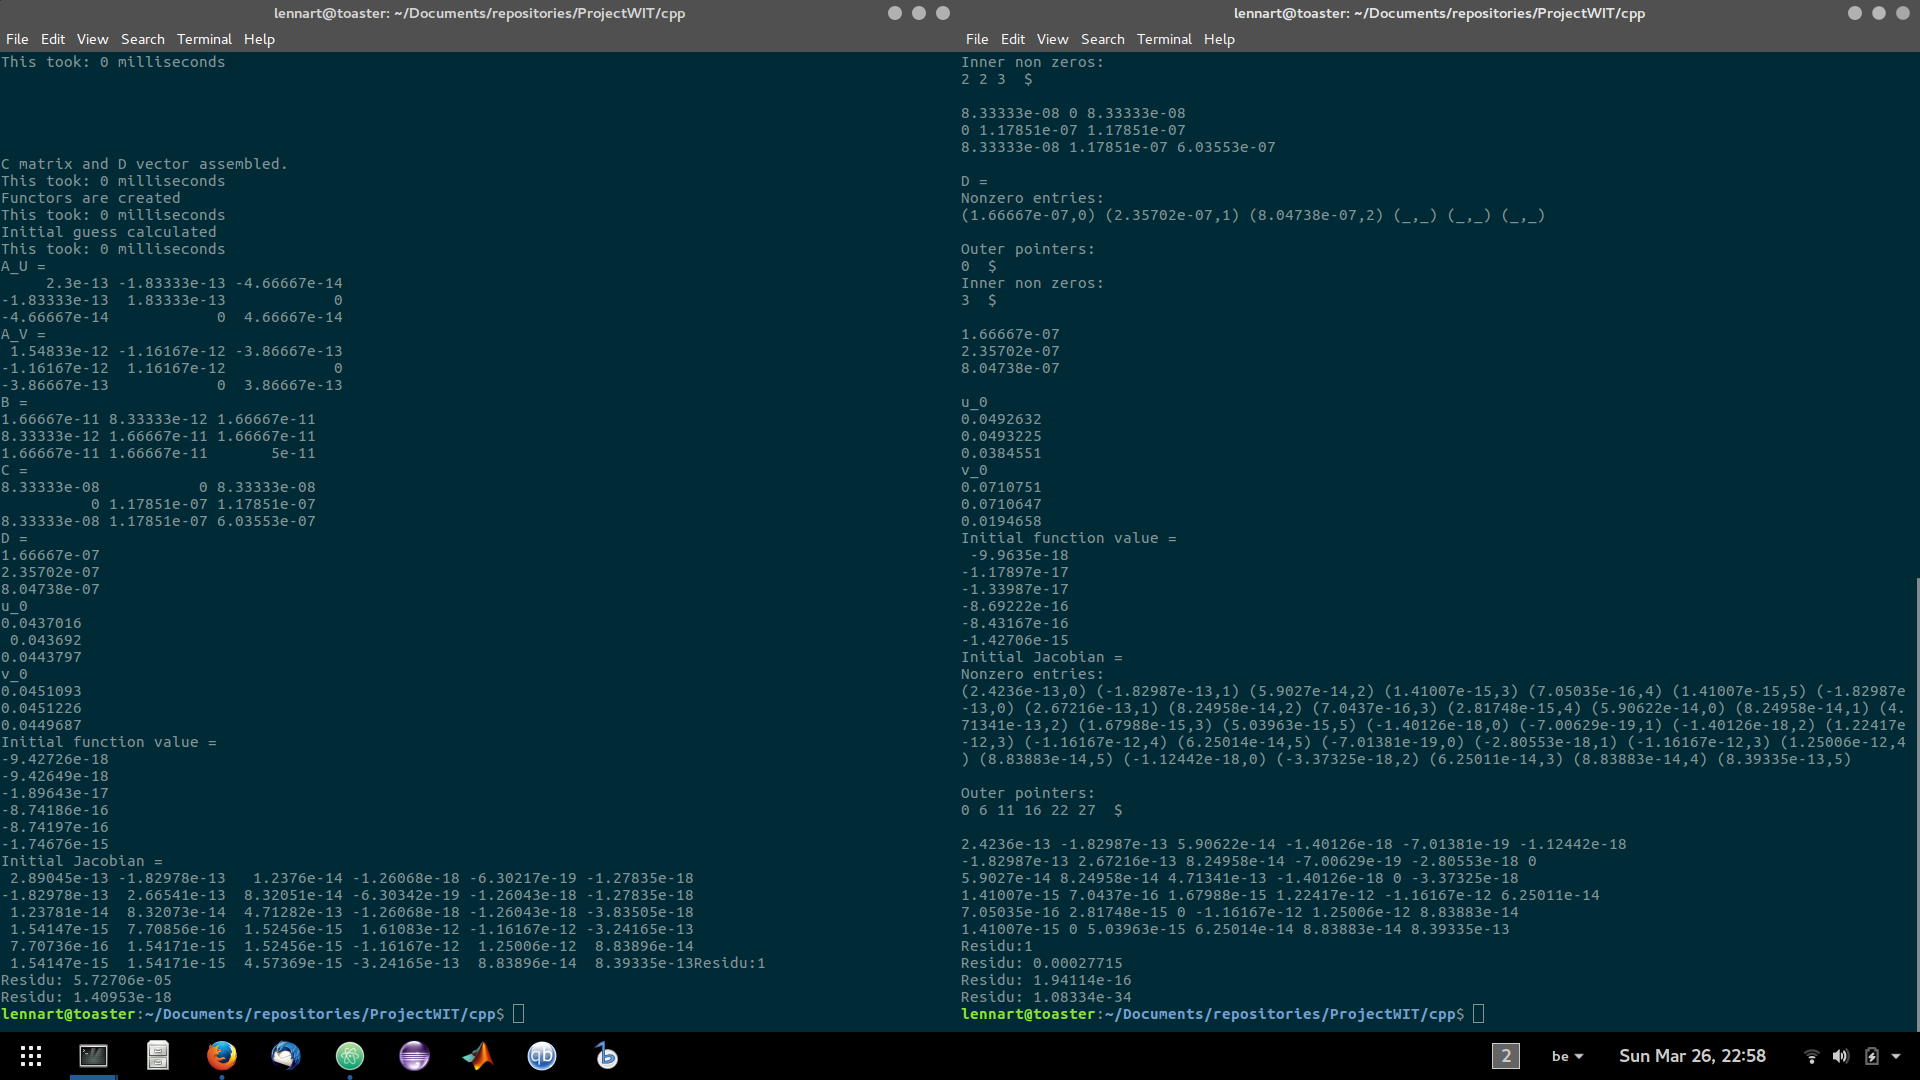 lennart@toaster: ~/Documents/repositories/ProjectWIT/cpp
File Edit View Search Terminal Help
This took: 0 milliseconds
C matrix and D vector assembled.
This took: 0 milliseconds
Functors are created
This took: 0 milliseconds
Initial guess calculated
This took: 0 milliseconds
A_U =
2.3e-13 -1.83333e-13 -4.66667e-14
-1.83333e-13 1.83333e-13 0
-4.66667e-14 0 4.66667e-14
A_V =
1.54833e-12 -1.16167e-12 -3.86667e-13
-1.16167e-12 1.16167e-12 0
-3.86667e-13 0 3.86667e-13
B =
1.66667e-11 8.33333e-12 1.66667e-11
8.33333e-12 1.66667e-11 1.66667e-11
1.66667e-11 1.66667e-11 5e-11
C =
8.33333e-08 0 8.33333e-08
0 1.17851e-07 1.17851e-07
8.33333e-08 1.17851e-07 6.03553e-07
D =
1.66667e-07
2.35702e-07
8.04738e-07
u_0
0.0437016
0.043692
0.0443797
v_0
0.0451093
0.0451226
0.0449687
Initial function value =
-9.42726e-18
-9.42649e-18
-1.89643e-17
-8.74186e-16
-8.74197e-16
-1.74676e-15
Initial Jacobian =
2.89045e-13 -1.82978e-13 1.2376e-14 -1.26068e-18 -6.30217e-19 -1.27835e-18
-1.82978e-13 2.66541e-13 8.32051e-14 -6.30342e-19 -1.26043e-18 -1.27835e-18
1.23781e-14 8.32073e-14 4.71282e-13 -1.26068e-18 -1.26043e-18 -3.83505e-18
1.54147e-15 7.70856e-16 1.52456e-15 1.61083e-12 -1.16167e-12 -3.24165e-13
7.70736e-16 1.54171e-15 1.52456e-15 -1.16167e-12 1.25006e-12 8.83896e-14
1.54147e-15 1.54171e-15 4.57369e-15 -3.24165e-13 8.83896e-14 8.39335e-13Residu:1
Residu: 5.72706e-05
Residu: 1.40953e-18
lennart@toaster:~/Documents/repositories/ProjectWIT/cpp$
lennart@toaster: ~/Documents/repositories/ProjectWIT/cpp
File Edit View Search Terminal Help
Inner non zeros:
2 2 3 $
8.33333e-08 0 8.33333e-08
0 1.17851e-07 1.17851e-07
8.33333e-08 1.17851e-07 6.03553e-07
D =
Nonzero entries:
(1.66667e-07,0) (2.35702e-07,1) (8.04738e-07,2) (_,_) (_,_) (_,_)
Outer pointers:
0 $
Inner non zeros:
3 $
1.66667e-07
2.35702e-07
8.04738e-07
u_0
0.0492632
0.0493225
0.0384551
v_0
0.0710751
0.0710647
0.0194658
Initial function value =
-9.9635e-18
-1.17897e-17
-1.33987e-17
-8.69222e-16
-8.43167e-16
-1.42706e-15
Initial Jacobian =
Nonzero entries:
(2.4236e-13,0) (-1.82987e-13,1) (5.9027e-14,2) (1.41007e-15,3) (7.05035e-16,4) (1.41007e-15,5) (-1.82987e
-13,0) (2.67216e-13,1) (8.24958e-14,2) (7.0437e-16,3) (2.81748e-15,4) (5.90622e-14,0) (8.24958e-14,1) (4.
71341e-13,2) (1.67988e-15,3) (5.03963e-15,5) (-1.40126e-18,0) (-7.00629e-19,1) (-1.40126e-18,2) (1.22417e
-12,3) (-1.16167e-12,4) (6.25014e-14,5) (-7.01381e-19,0) (-2.80553e-18,1) (-1.16167e-12,3) (1.25006e-12,4
) (8.83883e-14,5) (-1.12442e-18,0) (-3.37325e-18,2) (6.25011e-14,3) (8.83883e-14,4) (8.39335e-13,5)
Outer pointers:
0 6 11 16 22 27 $
2.4236e-13 -1.82987e-13 5.90622e-14 -1.40126e-18 -7.01381e-19 -1.12442e-18
-1.82987e-13 2.67216e-13 8.24958e-14 -7.00629e-19 -2.80553e-18 0
5.9027e-14 8.24958e-14 4.71341e-13 -1.40126e-18 0 -3.37325e-18
1.41007e-15 7.0437e-16 1.67988e-15 1.22417e-12 -1.16167e-12 6.25011e-14
7.05035e-16 2.81748e-15 0 -1.16167e-12 1.25006e-12 8.83883e-14
1.41007e-15 0 5.03963e-15 6.25014e-14 8.83883e-14 8.39335e-13
Residu:1
Residu: 0.00027715
Residu: 1.94114e-16
Residu: 1.08334e-34
lennart@toaster:~/Documents/repositories/ProjectWIT/cpp$
qb
b
2
be
Sun Mar 26, 22:58